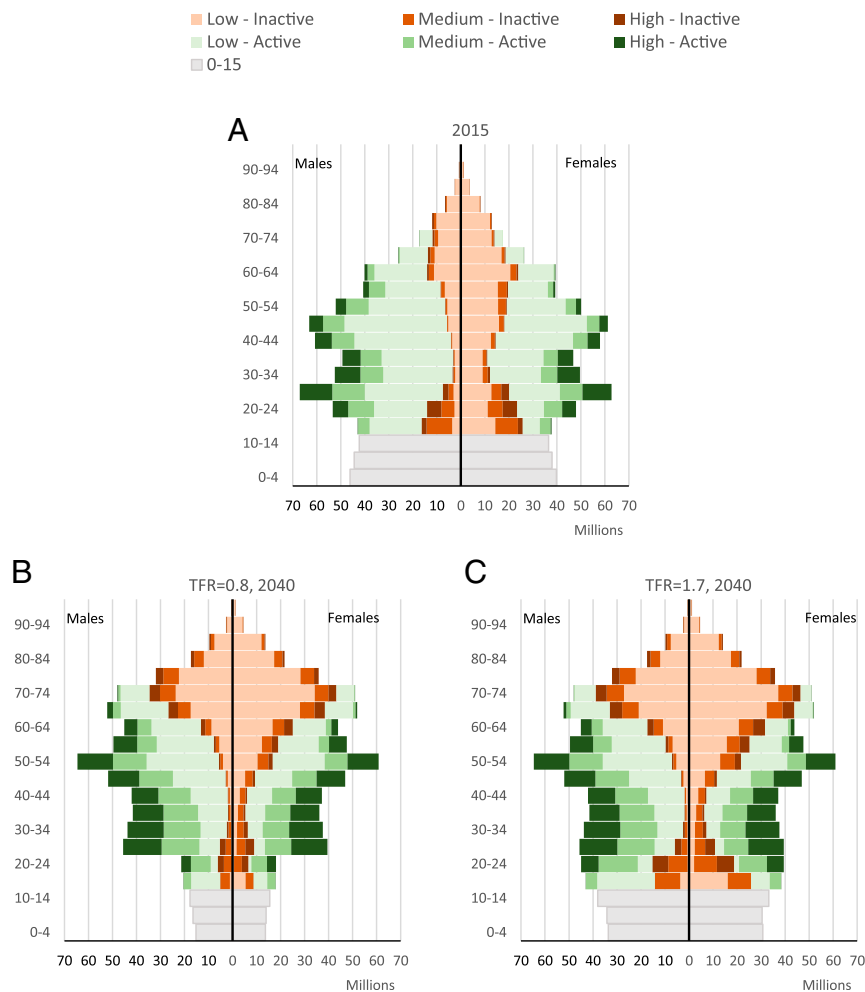 Low - Inactive Medium - Inactive High - Inactive
Low - Active Medium - Active High - Active
0-15
A
2015
Males Females
90-94
80-84
70-74
60-64
50-54
40-44
30-34
20-24
10-14
0-4
70 60 50 40 30 20 10 0 10 20 30 40 50 60 70
Millions
B
TFR=0.8, 2040
Males Females
90-94
80-84
70-74
60-64
50-54
40-44
30-34
20-24
10-14
0-4
70 60 50 40 30 20 10 0 10 20 30 40 50 60 70
Millions
C
TFR=1.7, 2040
Males Females
90-94
80-84
70-74
60-64
50-54
40-44
30-34
20-24
10-14
0-4
70 60 50 40 30 20 10 0 10 20 30 40 50 60 70
Millions